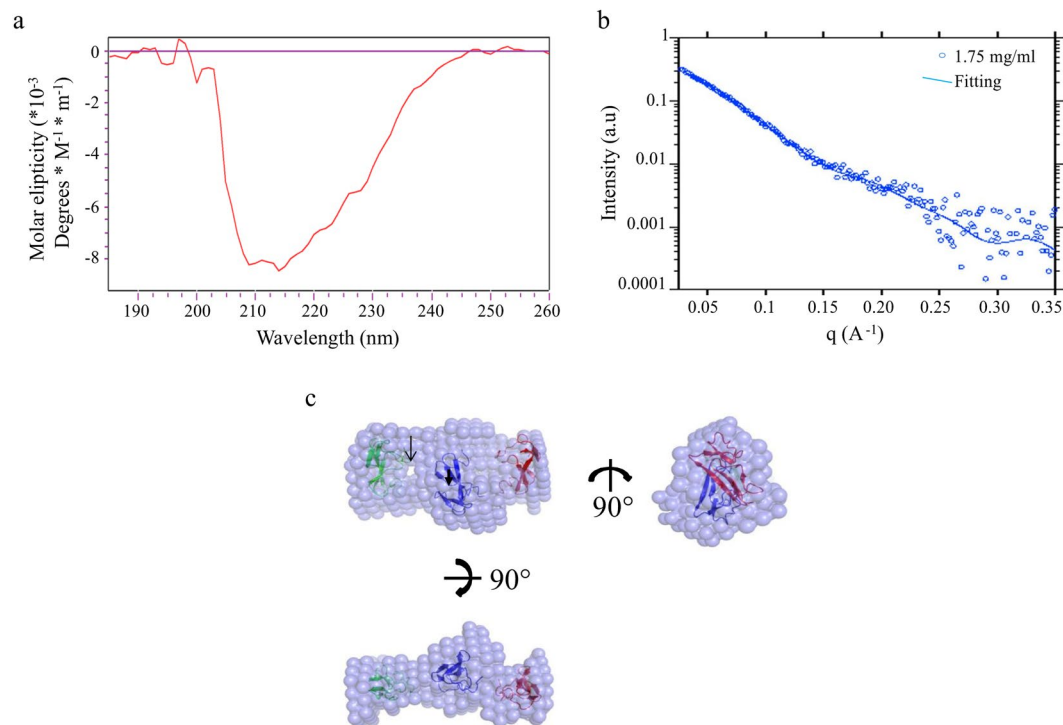 a
Molar elipticity (*10-3
Degrees * M-1 * m-1)
0
-2
-4
-6
-8
190 200 210 220 230 240 250 260
Wavelength (nm)
b
1.75 mg/ml
Fitting
Intensity (a.u)
1
0.1
0.01
0.001
0.0001
0.05 0.1 0.15 0.20 0.25 0.30 0.35
q (A-1)
c
90°
90°